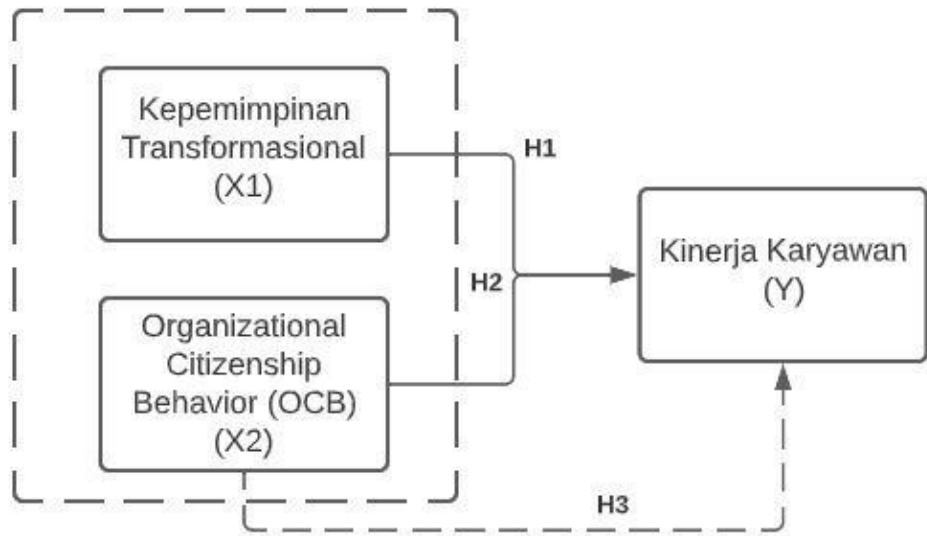 Kepemimpinan
Transformasional
(X1)
H1
Kinerja Karyawan
(Y)
H2
Organizational
Citizenship
Behavior (OCB)
(X2)
H3